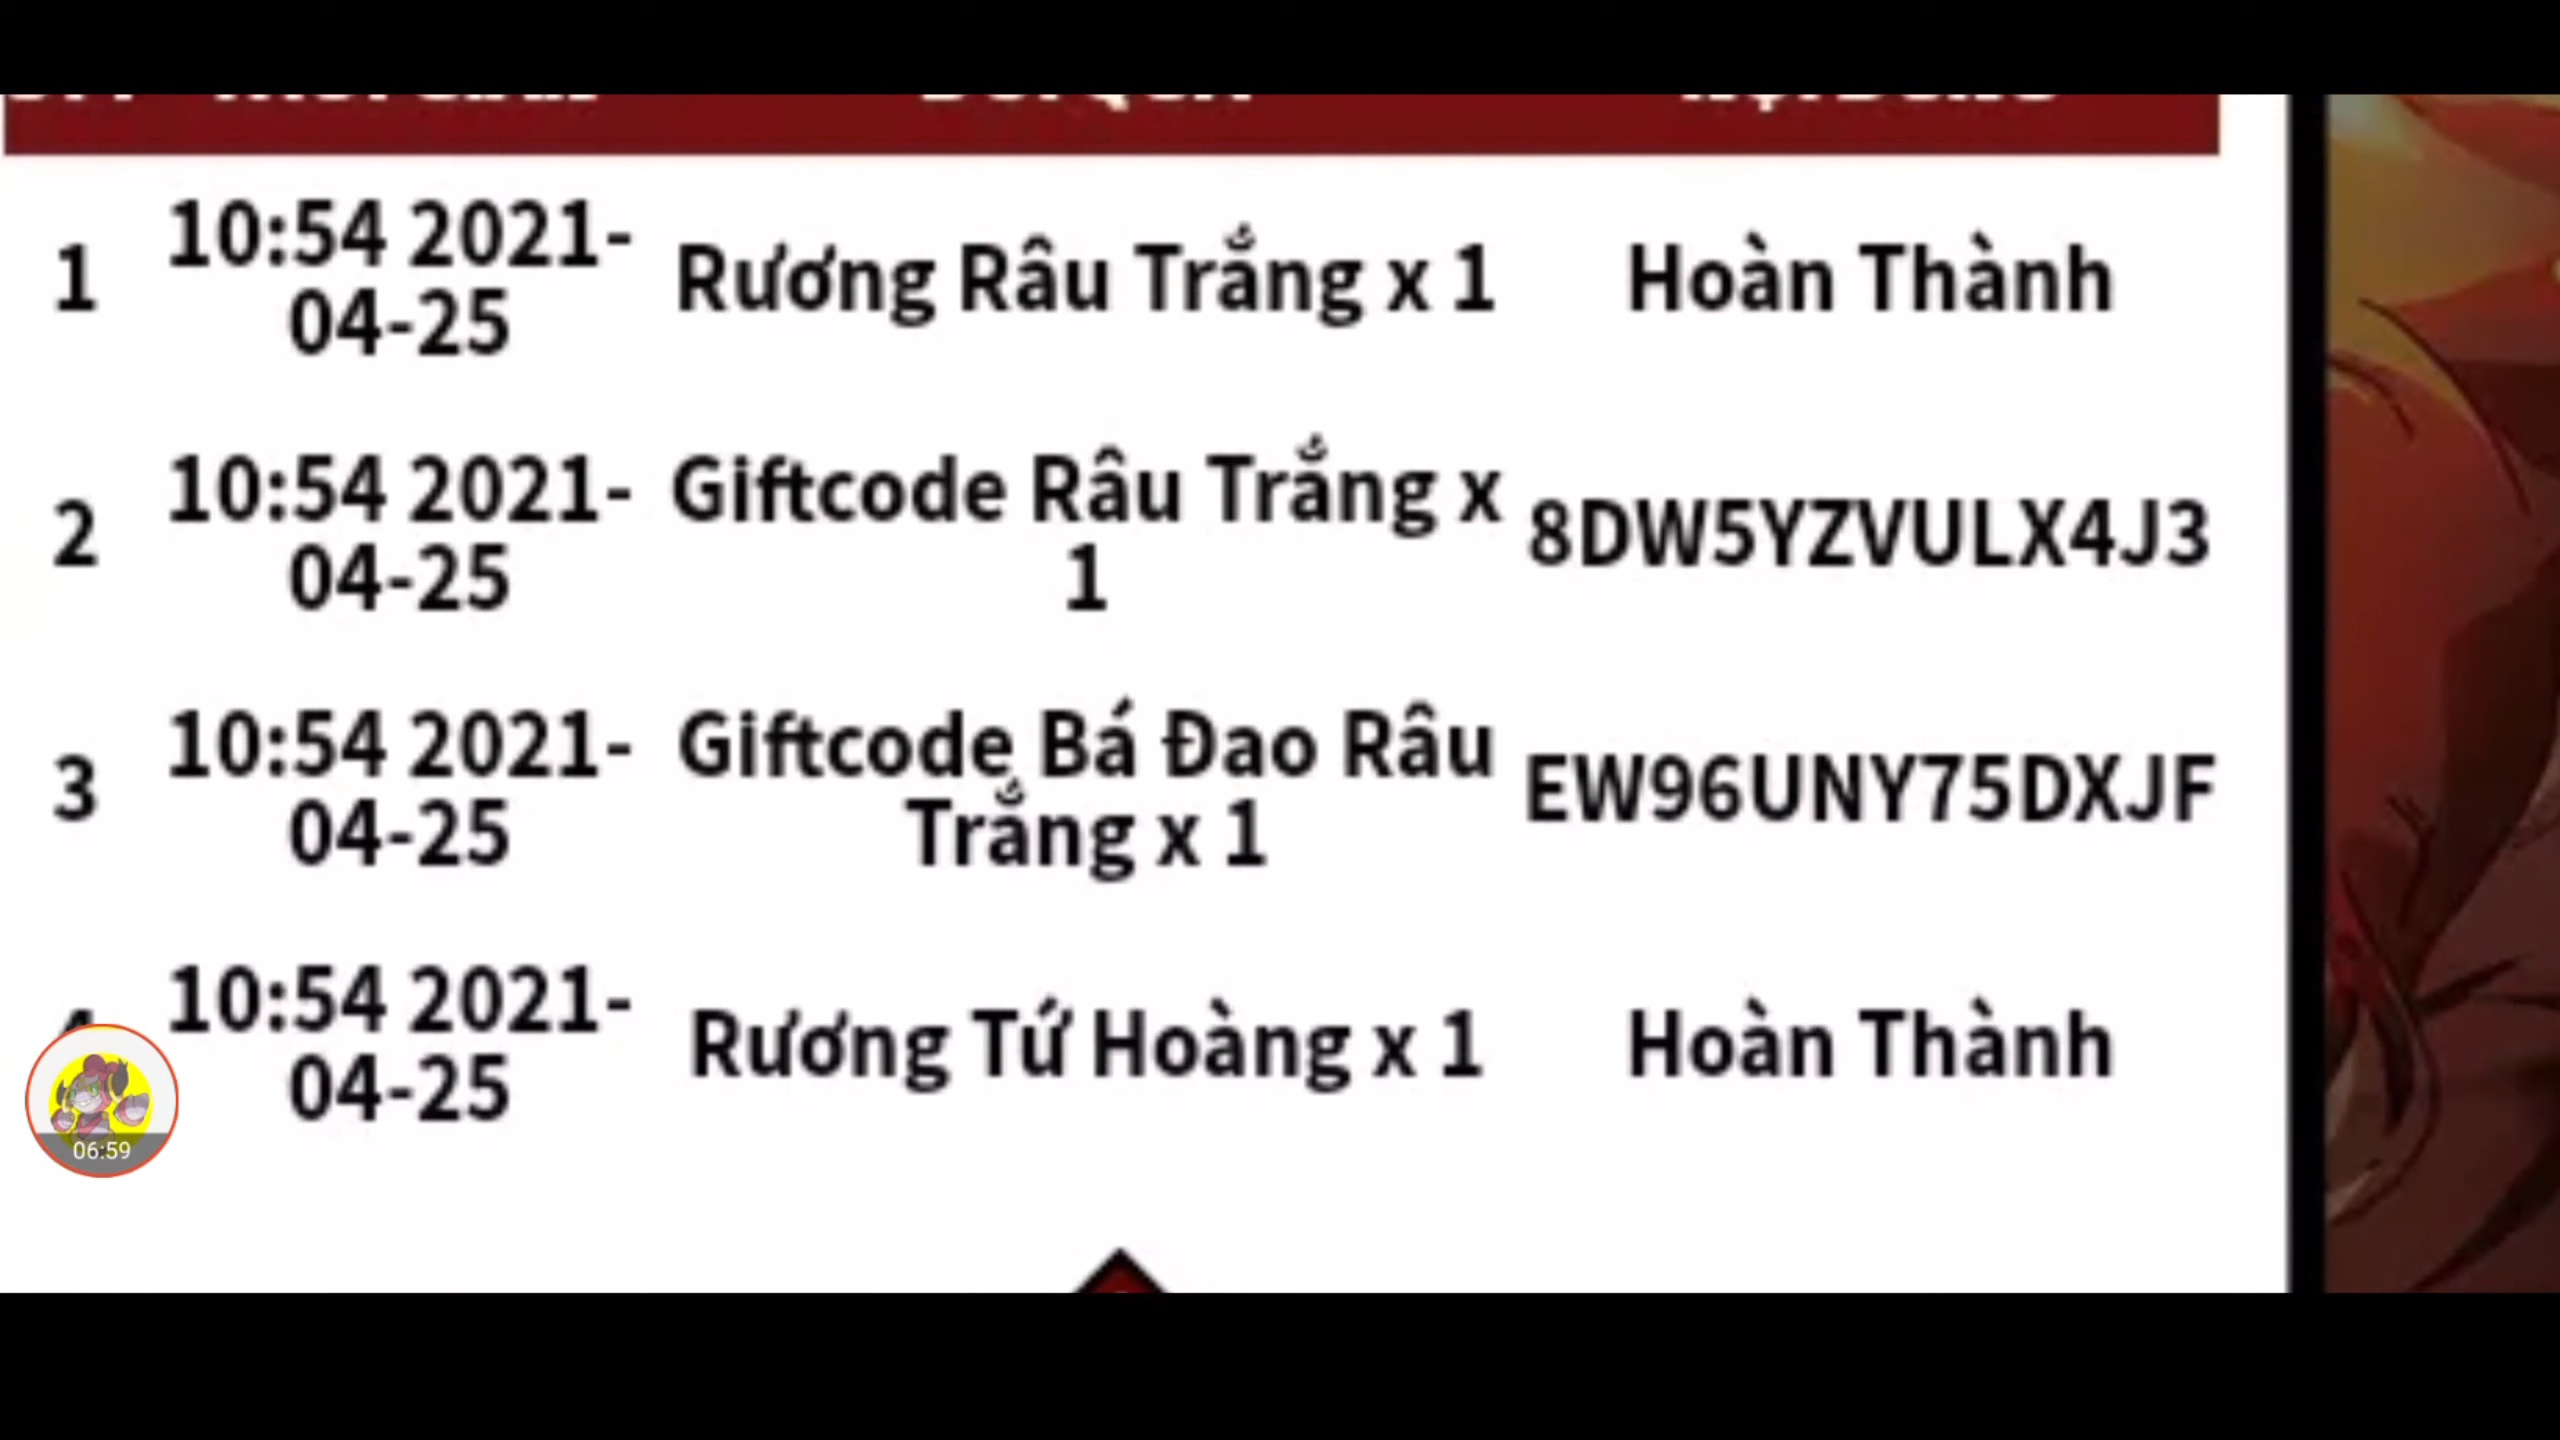 1
10:54 2021-
04-25
Rương Râu Trắng x 1
Hoàn Thành
2
10:54 2021-
04-25
Giftcode Râu Trắng x
1
8DW5YZVULX4J3
3
10:54 2021-
04-25
Giftcode Bá Đao Râu
Trắng x 1
EW96UNY75DXJF
10:54 2021-
04-25
Rương Tứ Hoàng x 1
Hoàn Thành
06:59